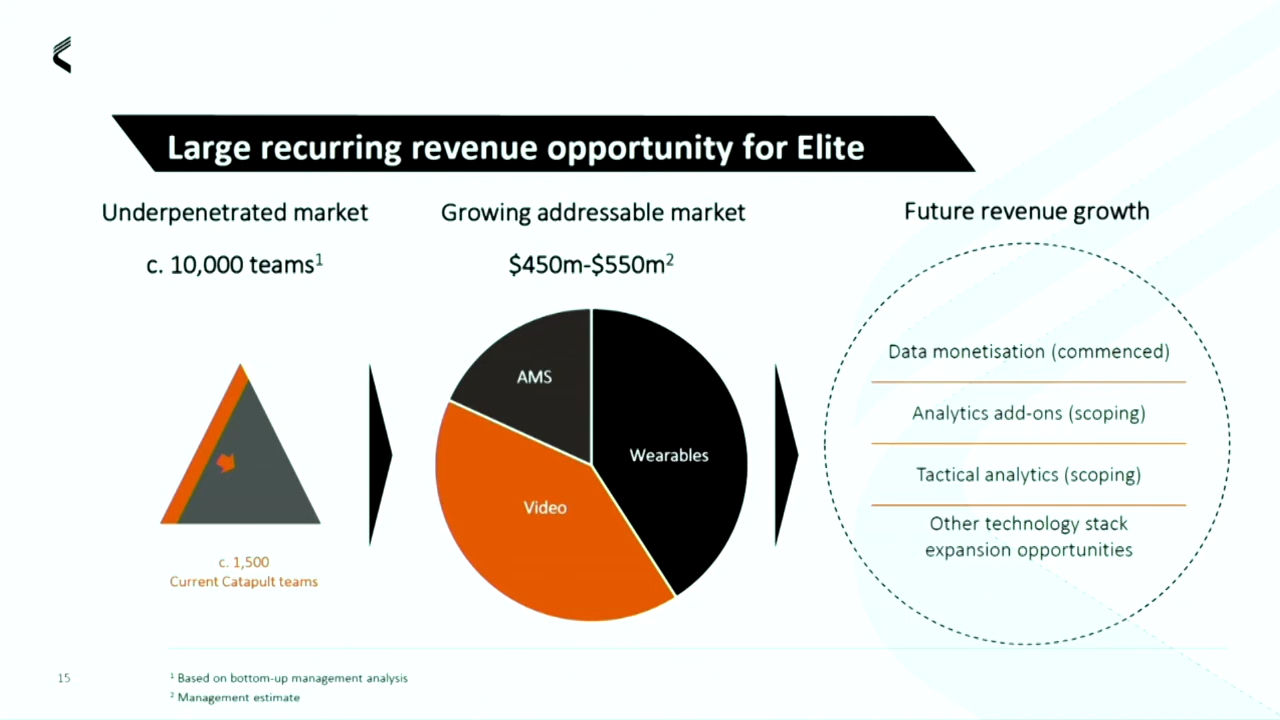 Large recurring revenue opportunity for Elite
Underpenetrated market
c. 10,000 teams¹
c. 1,500
Current Catapult teams
Growing addressable market
$450m-$550m²
AMS
Wearables
Video
Future revenue growth
Data monetisation (commenced)
Analytics add-ons (scoping)
Tactical analytics (scoping)
Other technology stack
expansion opportunities
15
¹ Based on bottom-up management analysis
² Management estimate